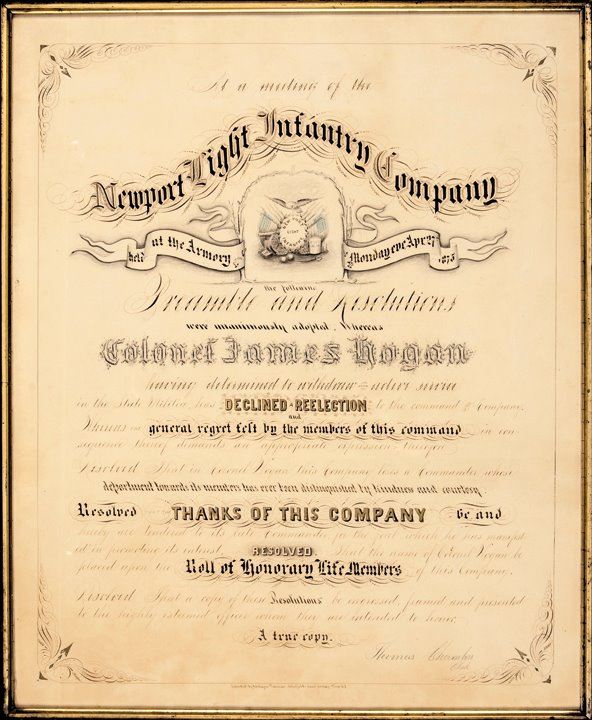 At a meeting of the
Newport Light Infantry Company
held at the Armory Monday eve April 27 1875
the following
Preamble and Resolutions
were unanimously adopted. Whereas
Colonel James Hogan
having determined to withdraw from active service
in the State Militia, has DECLINED A REELECTION to the command of Company.
and
Whereas the general regret felt by the members of this command in con-
sequence thereof demands an appropriate expression therefor
Resolved That in Colonel Hogan this Company loses a Commander whose
department towards its members has ever been distinguished by kindness and courtesy
Resolved THANKS OF THIS COMPANY be and
hereby are tendered to its late Commander for the zeal which he has manifest
ed in promoting its interest. RESOLVED That the name of Colonel Hogan be
placed upon the Roll of Honorary Life Members of this Company.
Resolved That a copy of these Resolutions be engrossed, framed and presented
to the highly esteemed officer whom they are intended to honor.
A true copy.
Thomas Chambers
Clerk